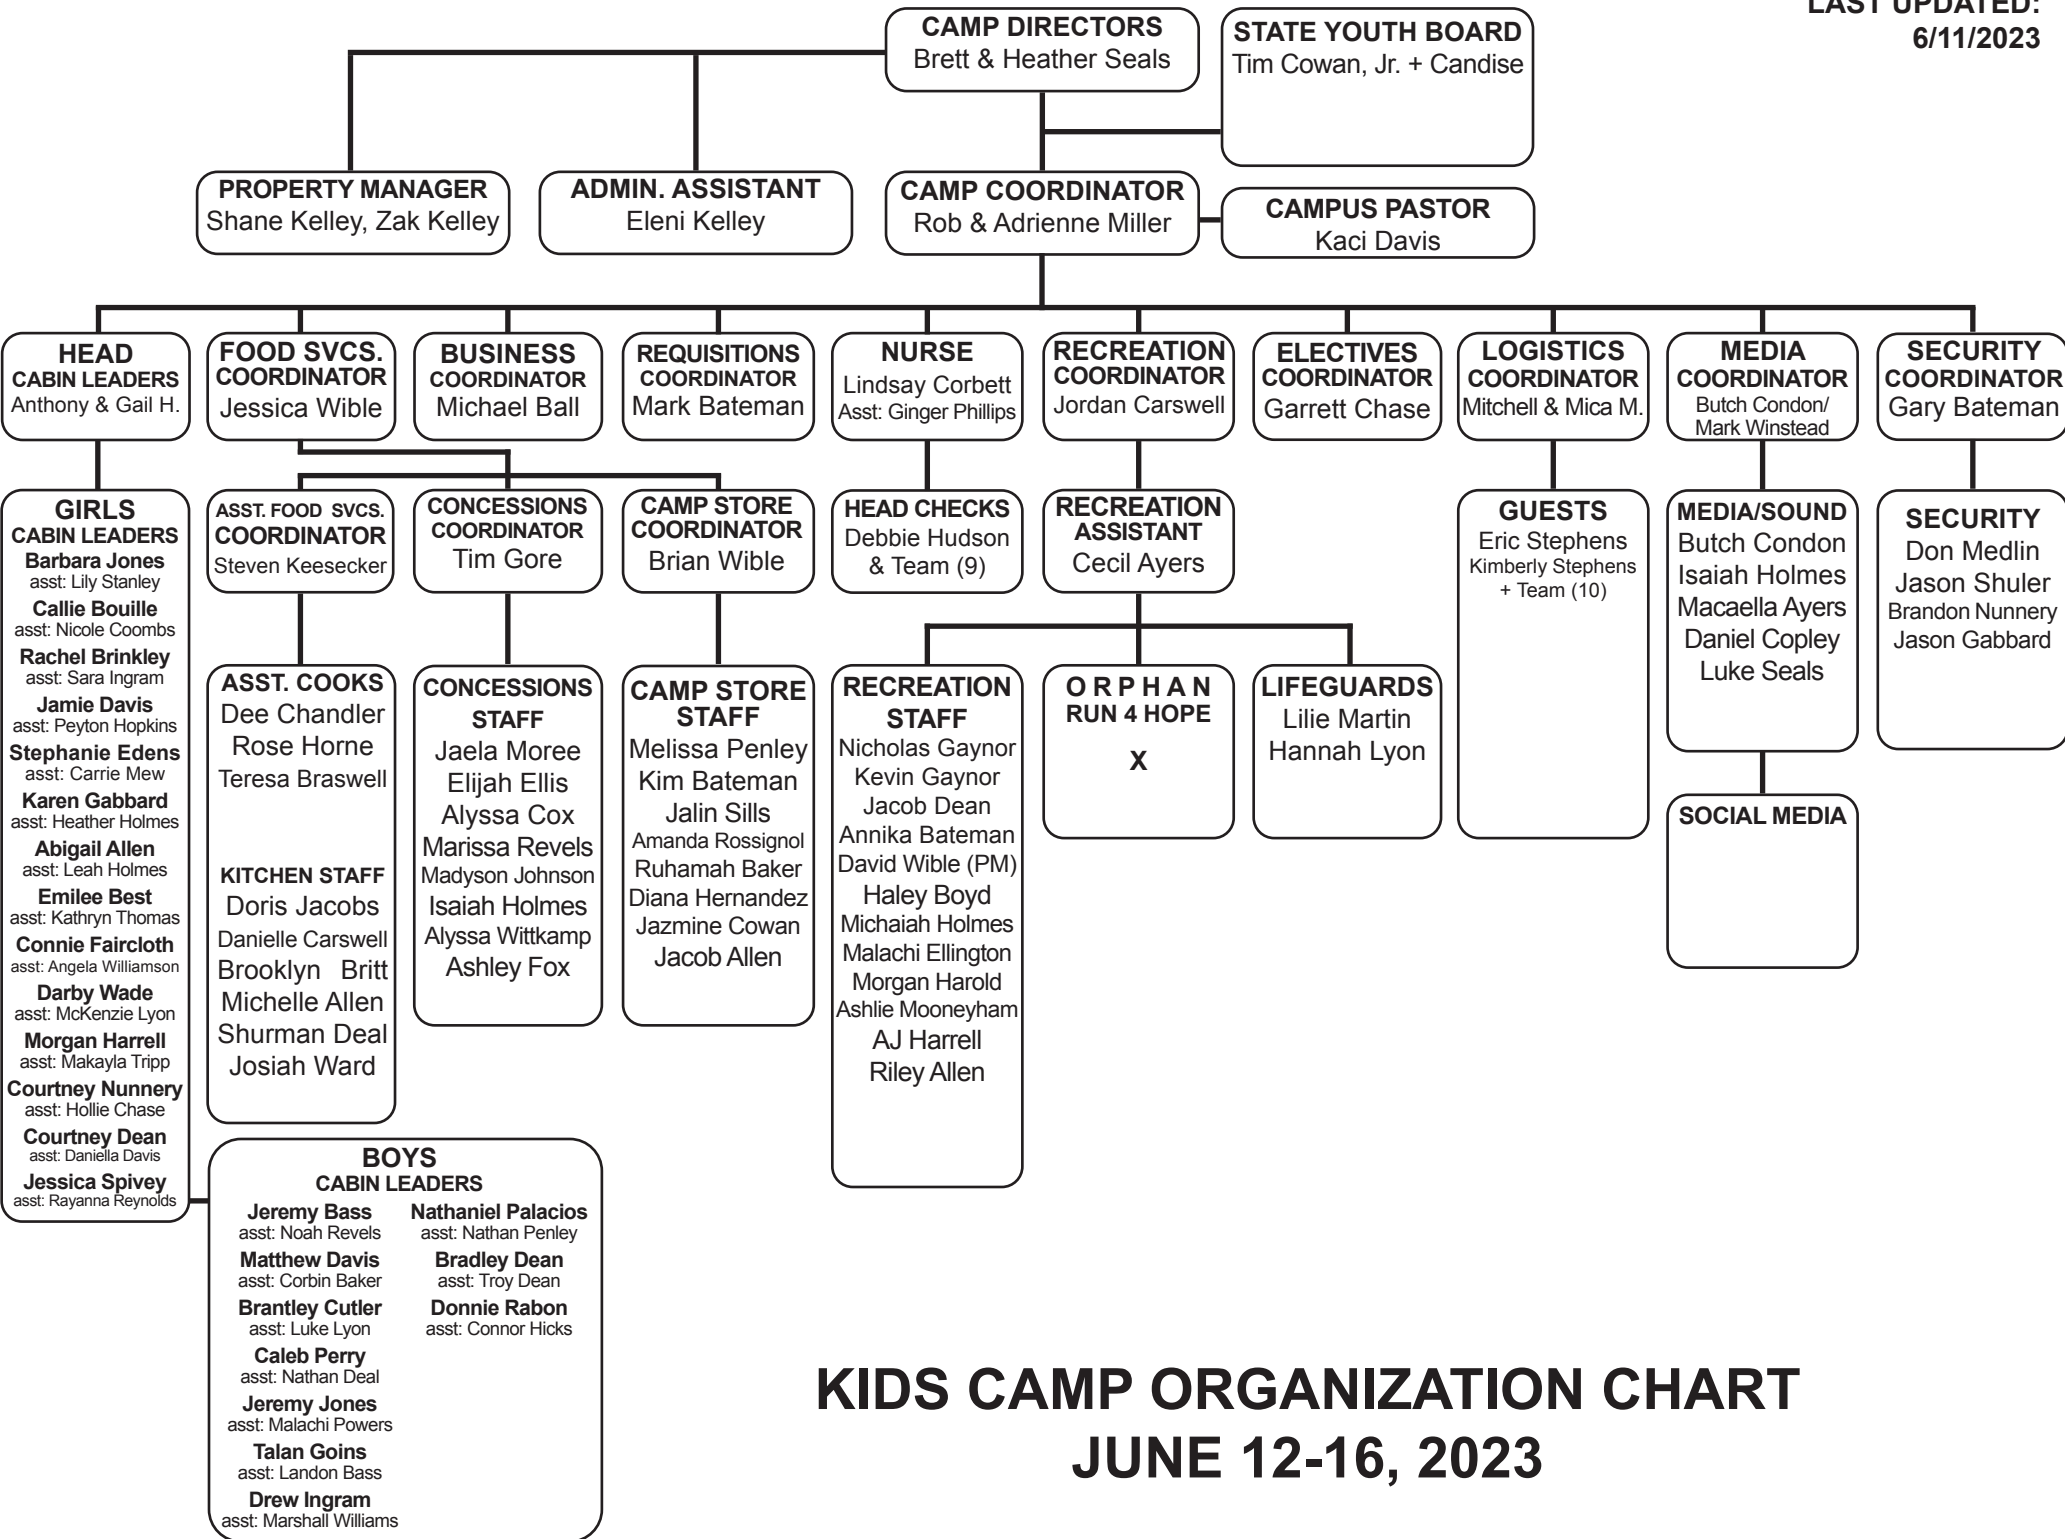 LAST UPDATED:
6/11/2023
CAMP DIRECTORS
Brett & Heather Seals
STATE YOUTH BOARD
Tim Cowan, Jr. + Candise
PROPERTY MANAGER
Shane Kelley, Zak Kelley
ADMIN. ASSISTANT
Eleni Kelley
CAMP COORDINATOR
Rob & Adrienne Miller
CAMPUS PASTOR
Kaci Davis
HEAD
CABIN LEADERS
Anthony & Gail H.
FOOD SVCS.
COORDINATOR
Jessica Wible
BUSINESS
COORDINATOR
Michael Ball
REQUISITIONS
COORDINATOR
Mark Bateman
NURSE
Lindsay Corbett
Asst: Ginger Phillips
RECREATION
COORDINATOR
Jordan Carswell
ELECTIVES
COORDINATOR
Garrett Chase
LOGISTICS
COORDINATOR
Mitchell & Mica M.
MEDIA
COORDINATOR
Butch Condon/
Mark Winstead
SECURITY
COORDINATOR
Gary Bateman
GIRLS
CABIN LEADERS
Barbara Jones
asst: Lily Stanley
Callie Bouille
asst: Nicole Coombs
Rachel Brinkley
asst: Sara Ingram
Jamie Davis
asst: Peyton Hopkins
Stephanie Edens
asst: Carrie Mew
Karen Gabbard
asst: Heather Holmes
Abigail Allen
asst: Leah Holmes
Emilee Best
asst: Kathryn Thomas
Connie Faircloth
asst: Angela Williamson
Darby Wade
asst: McKenzie Lyon
Morgan Harrell
asst: Makayla Tripp
Courtney Nunnery
asst: Hollie Chase
Courtney Dean
asst: Daniella Davis
Jessica Spivey
asst: Rayanna Reynolds
ASST. FOOD SVCS.
COORDINATOR
Steven Keesecker
CONCESSIONS
COORDINATOR
Tim Gore
CAMP STORE
COORDINATOR
Brian Wible
HEAD CHECKS
Debbie Hudson
& Team (9)
RECREATION
ASSISTANT
Cecil Ayers
GUESTS
Eric Stephens
Kimberly Stephens
+ Team (10)
MEDIA/SOUND
Butch Condon
Isaiah Holmes
Macaella Ayers
Daniel Copley
Luke Seals
SECURITY
Don Medlin
Jason Shuler
Brandon Nunnery
Jason Gabbard
ASST. COOKS
Dee Chandler
Rose Horne
Teresa Braswell
KITCHEN STAFF
Doris Jacobs
Danielle Carswell
Brooklyn Britt
Michelle Allen
Shurman Deal
Josiah Ward
CONCESSIONS
STAFF
Jaela Moree
Elijah Ellis
Alyssa Cox
Marissa Revels
Madyson Johnson
Isaiah Holmes
Alyssa Wittkamp
Ashley Fox
CAMP STORE
STAFF
Melissa Penley
Kim Bateman
Jalin Sills
Amanda Rossignol
Ruhamah Baker
Diana Hernandez
Jazmine Cowan
Jacob Allen
RECREATION
STAFF
Nicholas Gaynor
Kevin Gaynor
Jacob Dean
Annika Bateman
David Wible (PM)
Haley Boyd
Michaiah Holmes
Malachi Ellington
Morgan Harold
Ashlie Mooneyham
AJ Harrell
Riley Allen
O R P H A N
RUN 4 HOPE
X
LIFEGUARDS
Lilie Martin
Hannah Lyon
SOCIAL MEDIA
BOYS
CABIN LEADERS
Jeremy Bass
asst: Noah Revels
Matthew Davis
asst: Corbin Baker
Brantley Cutler
asst: Luke Lyon
Caleb Perry
asst: Nathan Deal
Jeremy Jones
asst: Malachi Powers
Talan Goins
asst: Landon Bass
Drew Ingram
asst: Marshall Williams
Nathaniel Palacios
asst: Nathan Penley
Bradley Dean
asst: Troy Dean
Donnie Rabon
asst: Connor Hicks
KIDS CAMP ORGANIZATION CHART
JUNE 12-16, 2023